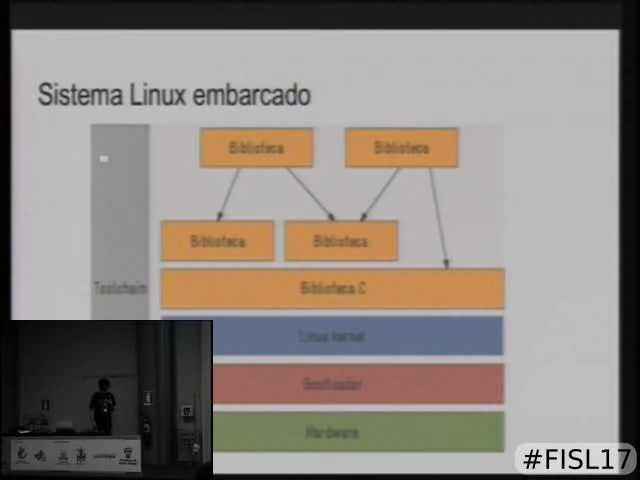 Sistema Linux embarcado
Biblioteca Biblioteca
Biblioteca Biblioteca
Toolchain
Biblioteca C
Linux kernel
Bootloader
Hardware
#FISL17